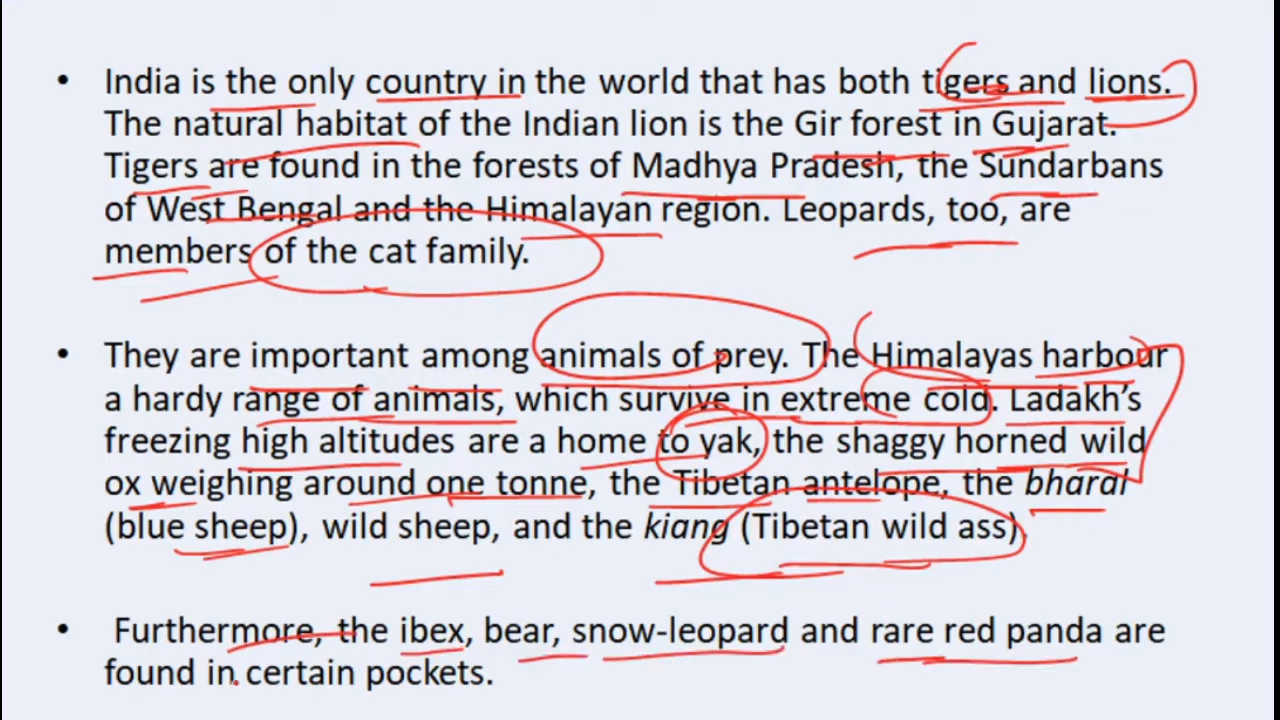 • India is the only country in the world that has both tigers and lions.
The natural habitat of the Indian lion is the Gir forest in Gujarat.
Tigers are found in the forests of Madhya Pradesh, the Sundarbans
of West Bengal and the Himalayan region. Leopards, too, are
members of the cat family.
• They are important among animals of prey. The Himalayas harbour
a hardy range of animals, which survive in extreme cold. Ladakh’s
freezing high altitudes are a home to yak, the shaggy horned wild
ox weighing around one tonne, the Tibetan antelope, the bharal
(blue sheep), wild sheep, and the kiang (Tibetan wild ass).
• Furthermore, the ibex, bear, snow-leopard and rare red panda are
found in certain pockets.